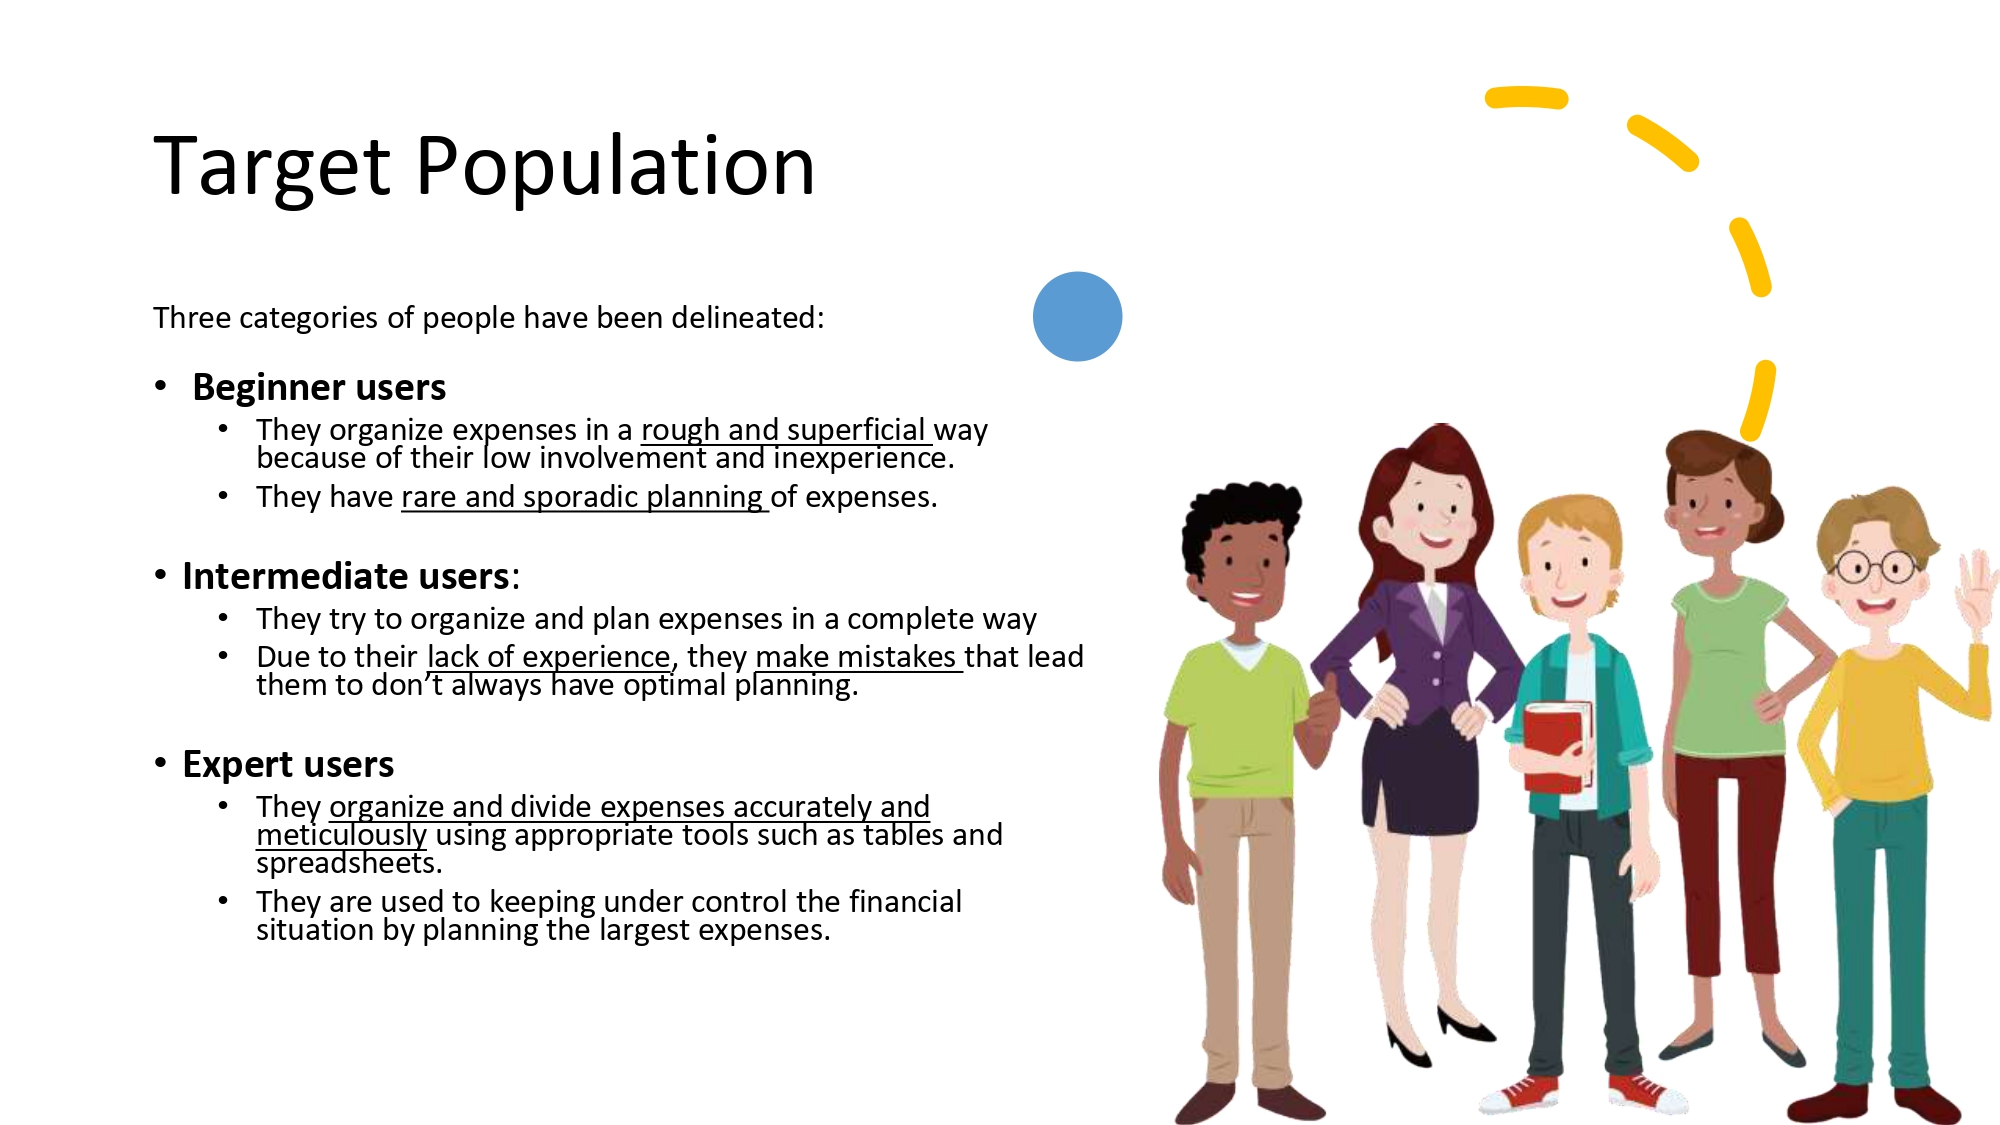 Target Population
Three categories of people have been delineated:
• Beginner users
• They organize expenses in a rough and superficial way
because of their low involvement and inexperience.
• They have rare and sporadic planning of expenses.
• Intermediate users:
• They try to organize and plan expenses in a complete way
• Due to their lack of experience, they make mistakes that lead
them to don’t always have optimal planning.
• Expert users
• They organize and divide expenses accurately and
meticulously using appropriate tools such as tables and
spreadsheets.
• They are used to keeping under control the financial
situation by planning the largest expenses.